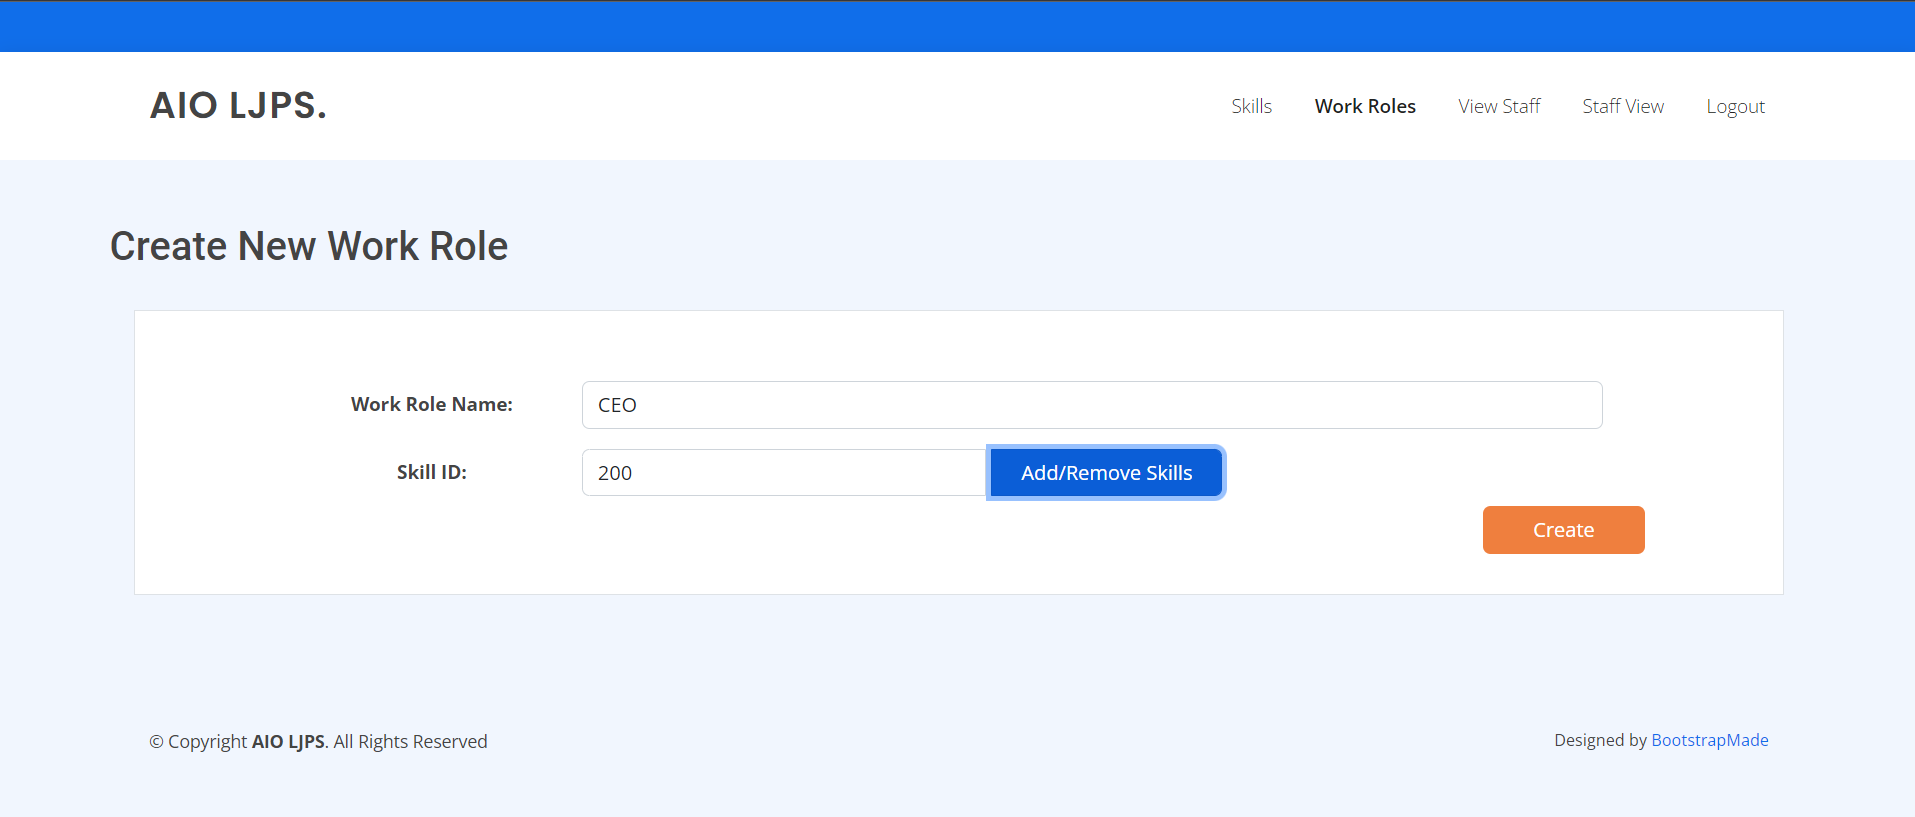 AIO LJPS.
Skills Work Roles View Staff Staff View Logout
Create New Work Role
Work Role Name: CEO
Skill ID: 200 Add/Remove Skills
Create
© Copyright AIO LJPS. All Rights Reserved Designed by BootstrapMade